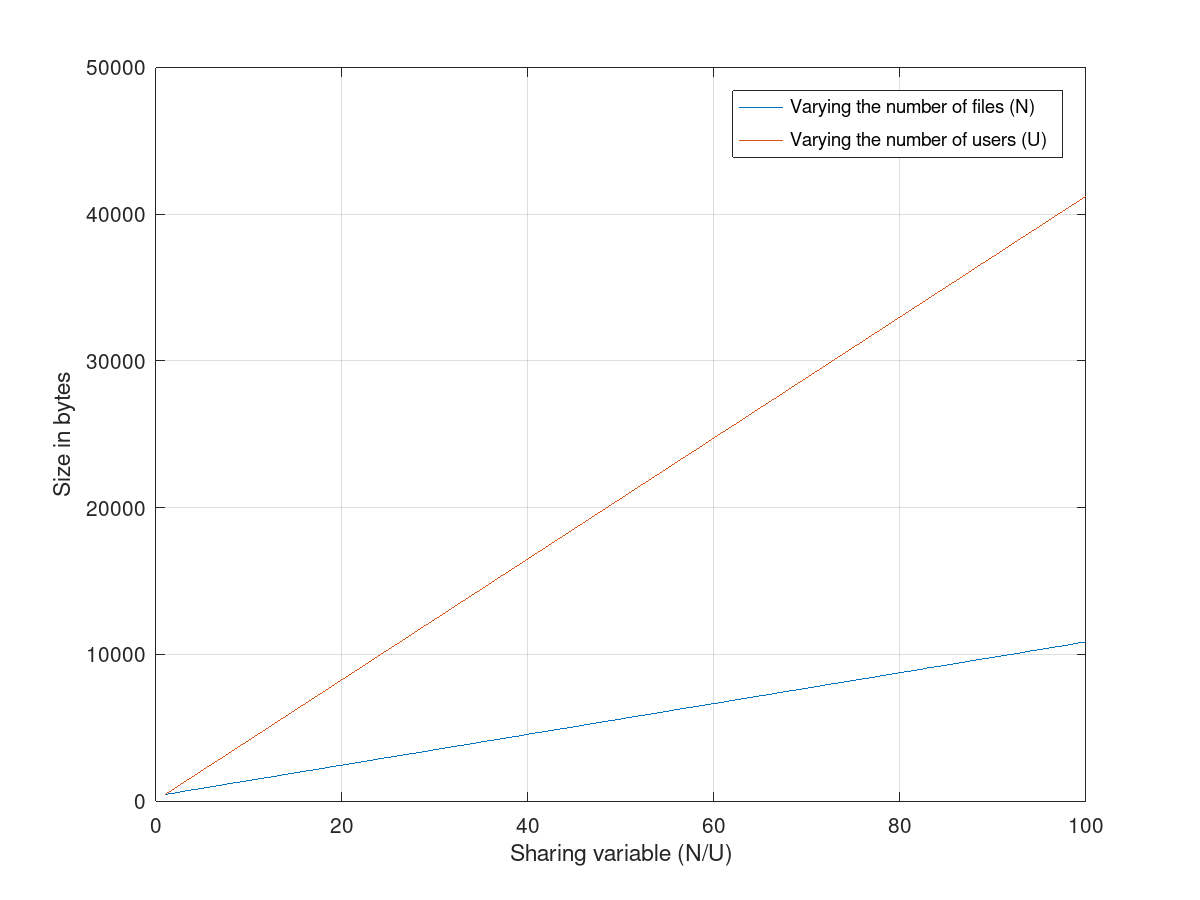 50000
40000
30000
20000
10000
0
Size in bytes
Varying the number of files (N)
Varying the number of users (U)
0 20 40 60 80 100
Sharing variable (N/U)